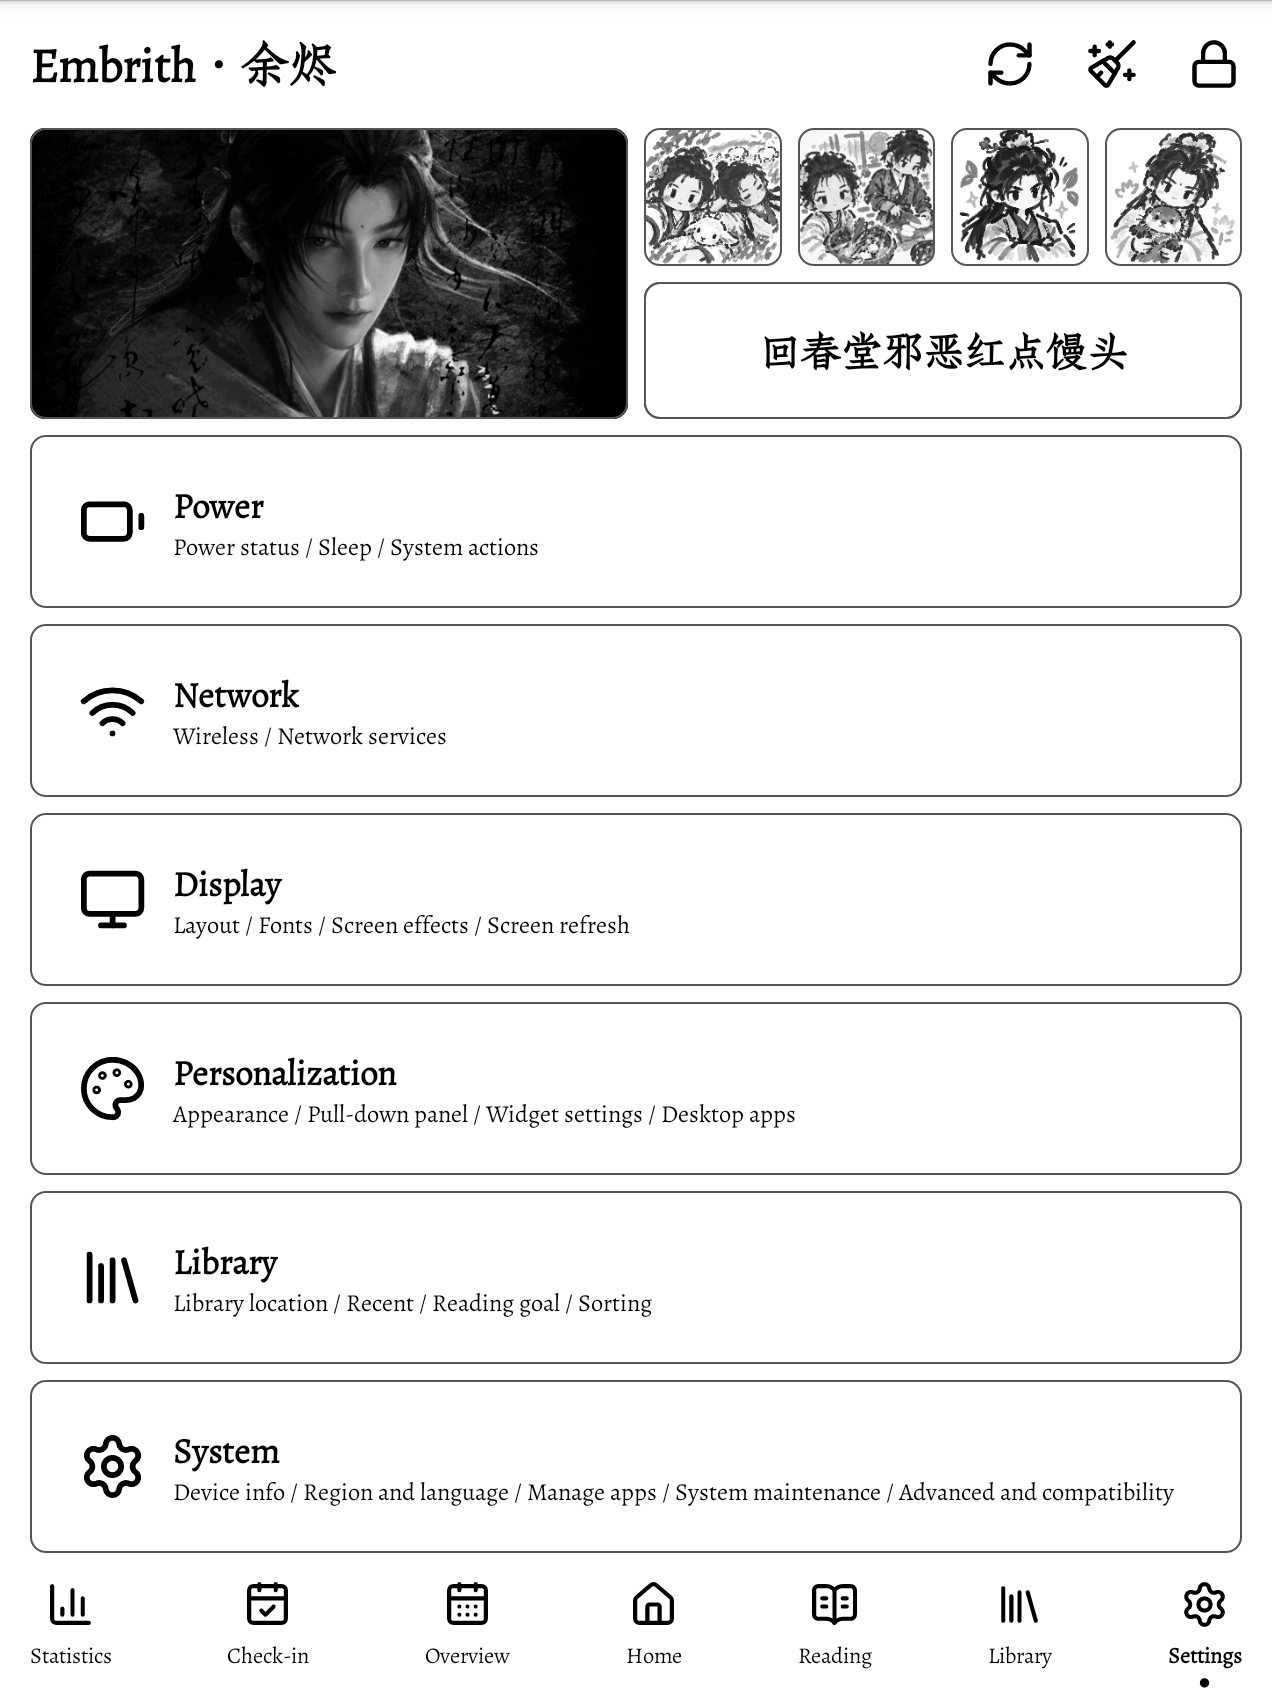 Embrith · 余烬
回春堂邪恶红点馒头
Power
Power status / Sleep / System actions
Network
Wireless / Network services
Display
Layout / Fonts / Screen effects / Screen refresh
Personalization
Appearance / Pull-down panel / Widget settings / Desktop apps
Library
Library location / Recent / Reading goal / Sorting
System
Device info / Region and language / Manage apps / System maintenance / Advanced and compatibility
Statistics
Check-in
Overview
Home
Reading
Library
Settings